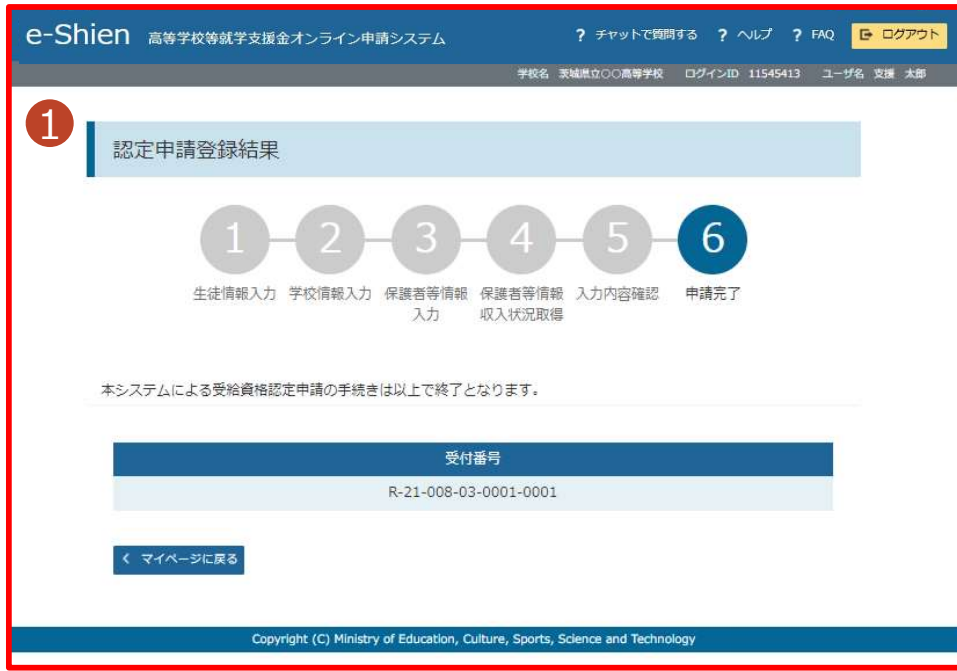 e-Shien 高等学校等就学支援金オンライン申請システム ? チャットで質問する ? ヘルプ ? FAQ ログアウト
学校名 茨城県立○○高等学校 ログインID 11545413 ユーザ名 支援 太郎
1
認定申請登録結果
1 2 3 4 5 6
生徒情報入力 学校情報入力 保護者等情報 保護者等情報 入力内容確認 申請完了
入力 収入状況取得
本システムによる受給資格認定申請の手続きは以上で終了となります。
受付番号
R-21-008-03-0001-0001
マイページに戻る
Copyright (C) Ministry of Education, Culture, Sports, Science and Technology